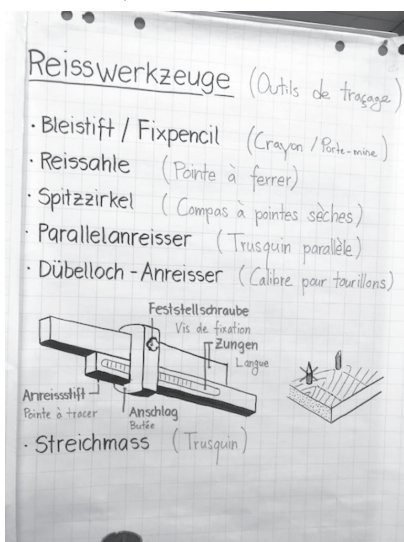 Reisswerkzeuge (Outils de traçage)
· Bleistift / Fixpencil (Crayon / Porte-mine)
· Reissahle (Pointe à ferrer)
· Spitzzirkel (Compas à pointes sèches)
· Parallelanreisser (Trusquin parallèle)
· Dübelloch-Anreisser (Calibre pour tourillons)
Feststellschraube
Vis de fixation
Zungen
Langue
Anreissstift
Pointe à tracer
Anschlag
Butée
· Streichmass (Trusquin)